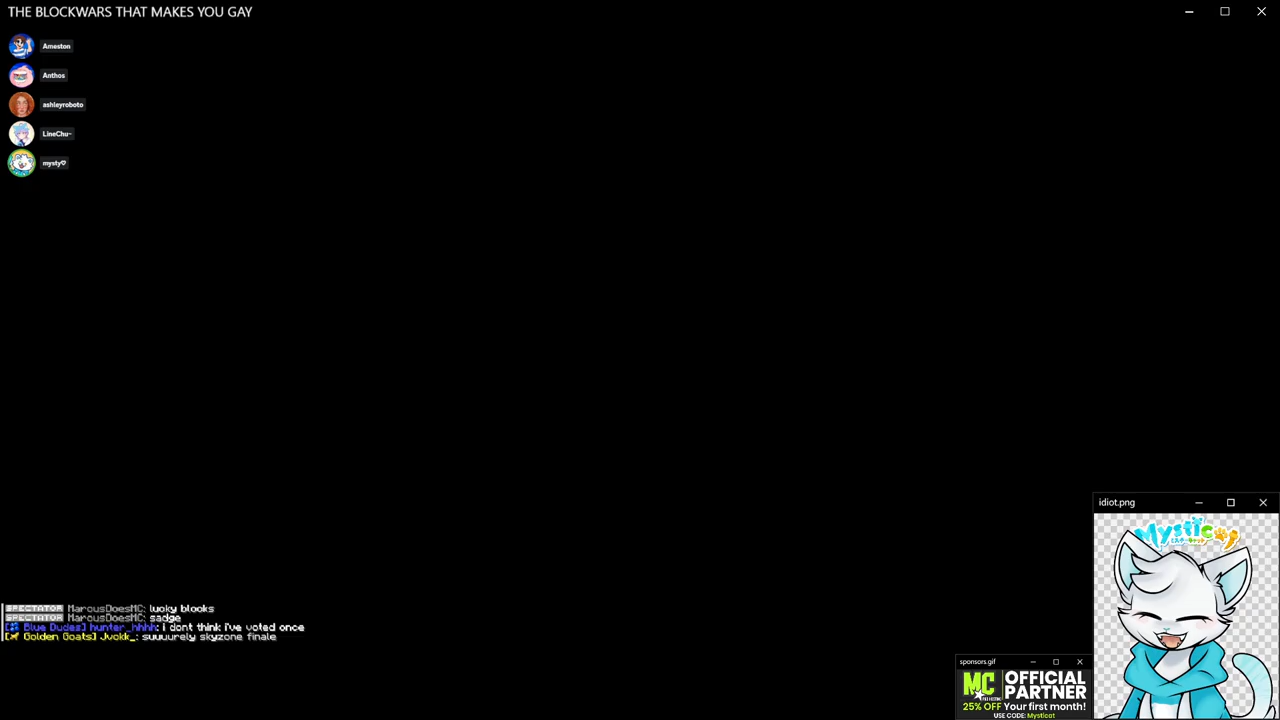 THE BLOCKWARS THAT MAKES YOU GAY
Ameston
Anthos
ashleyroboto
LineChu~
mysty♡
SPECTATOR MarcusDoesMC: lucky blocks
SPECTATOR MarcusDoesMC: sadge
[Blue Dudes] hunter_hhhh: i dont think i've voted once
[Golden Goats] Jvokk_: suuuurely skyzone finale
idiot.png
Mysticat
sponsors.gif
MC
OFFICIAL
PARTNER
25% OFF Your first month!
USE CODE: Mysticat